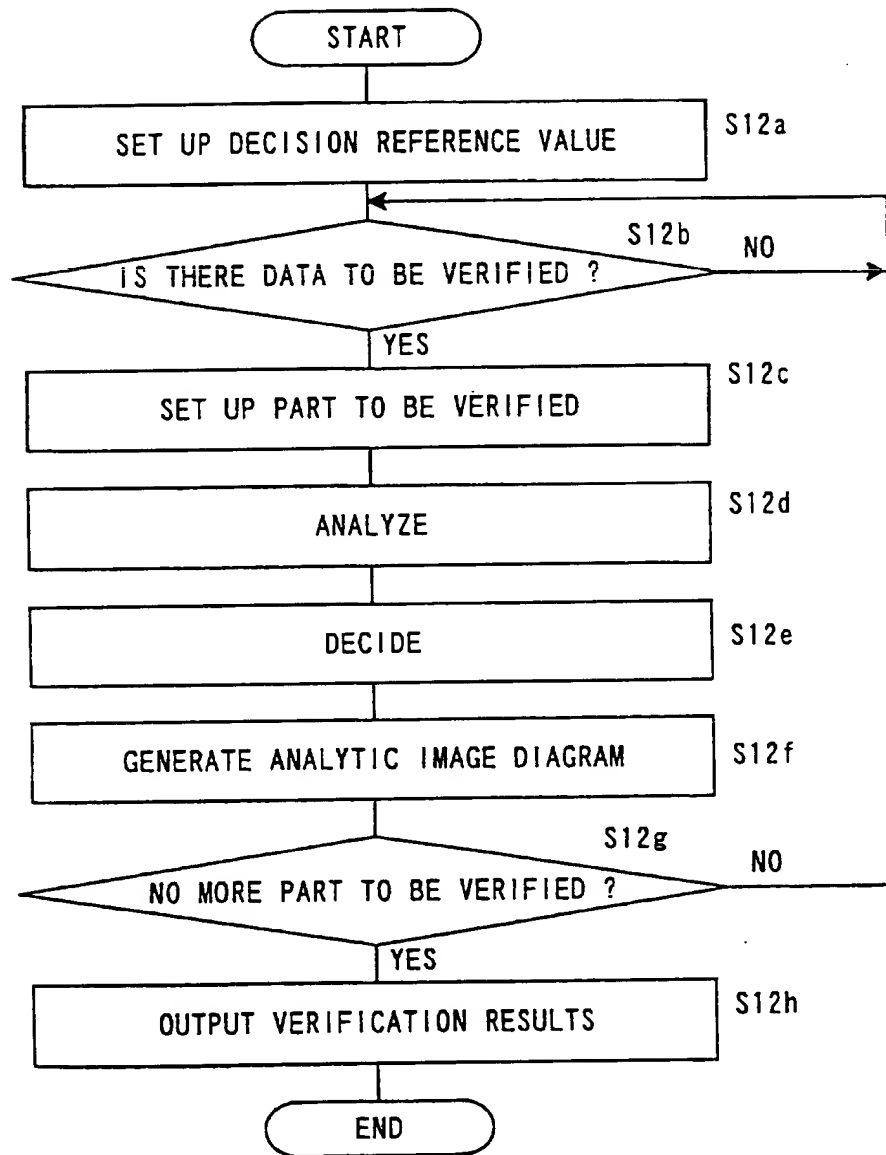 START
SET UP DECISION REFERENCE VALUE
S12a
S12b
IS THERE DATA TO BE VERIFIED ?
NO
YES
SET UP PART TO BE VERIFIED
S12c
ANALYZE
S12d
DECIDE
S12e
GENERATE ANALYTIC IMAGE DIAGRAM
S12f
S12g
NO MORE PART TO BE VERIFIED ?
NO
YES
OUTPUT VERIFICATION RESULTS
S12h
END